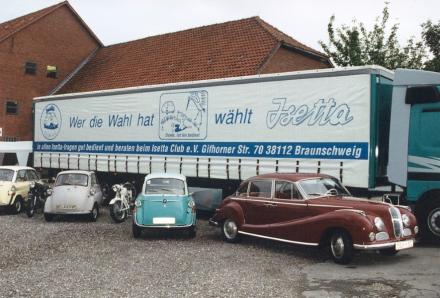 Wer die Wahl hat wählt Isetta
in allen Isetta-Fragen gut bedient und beraten beim Isetta Club e.V. Gifhorner Str. 70 38112 Braunschweig